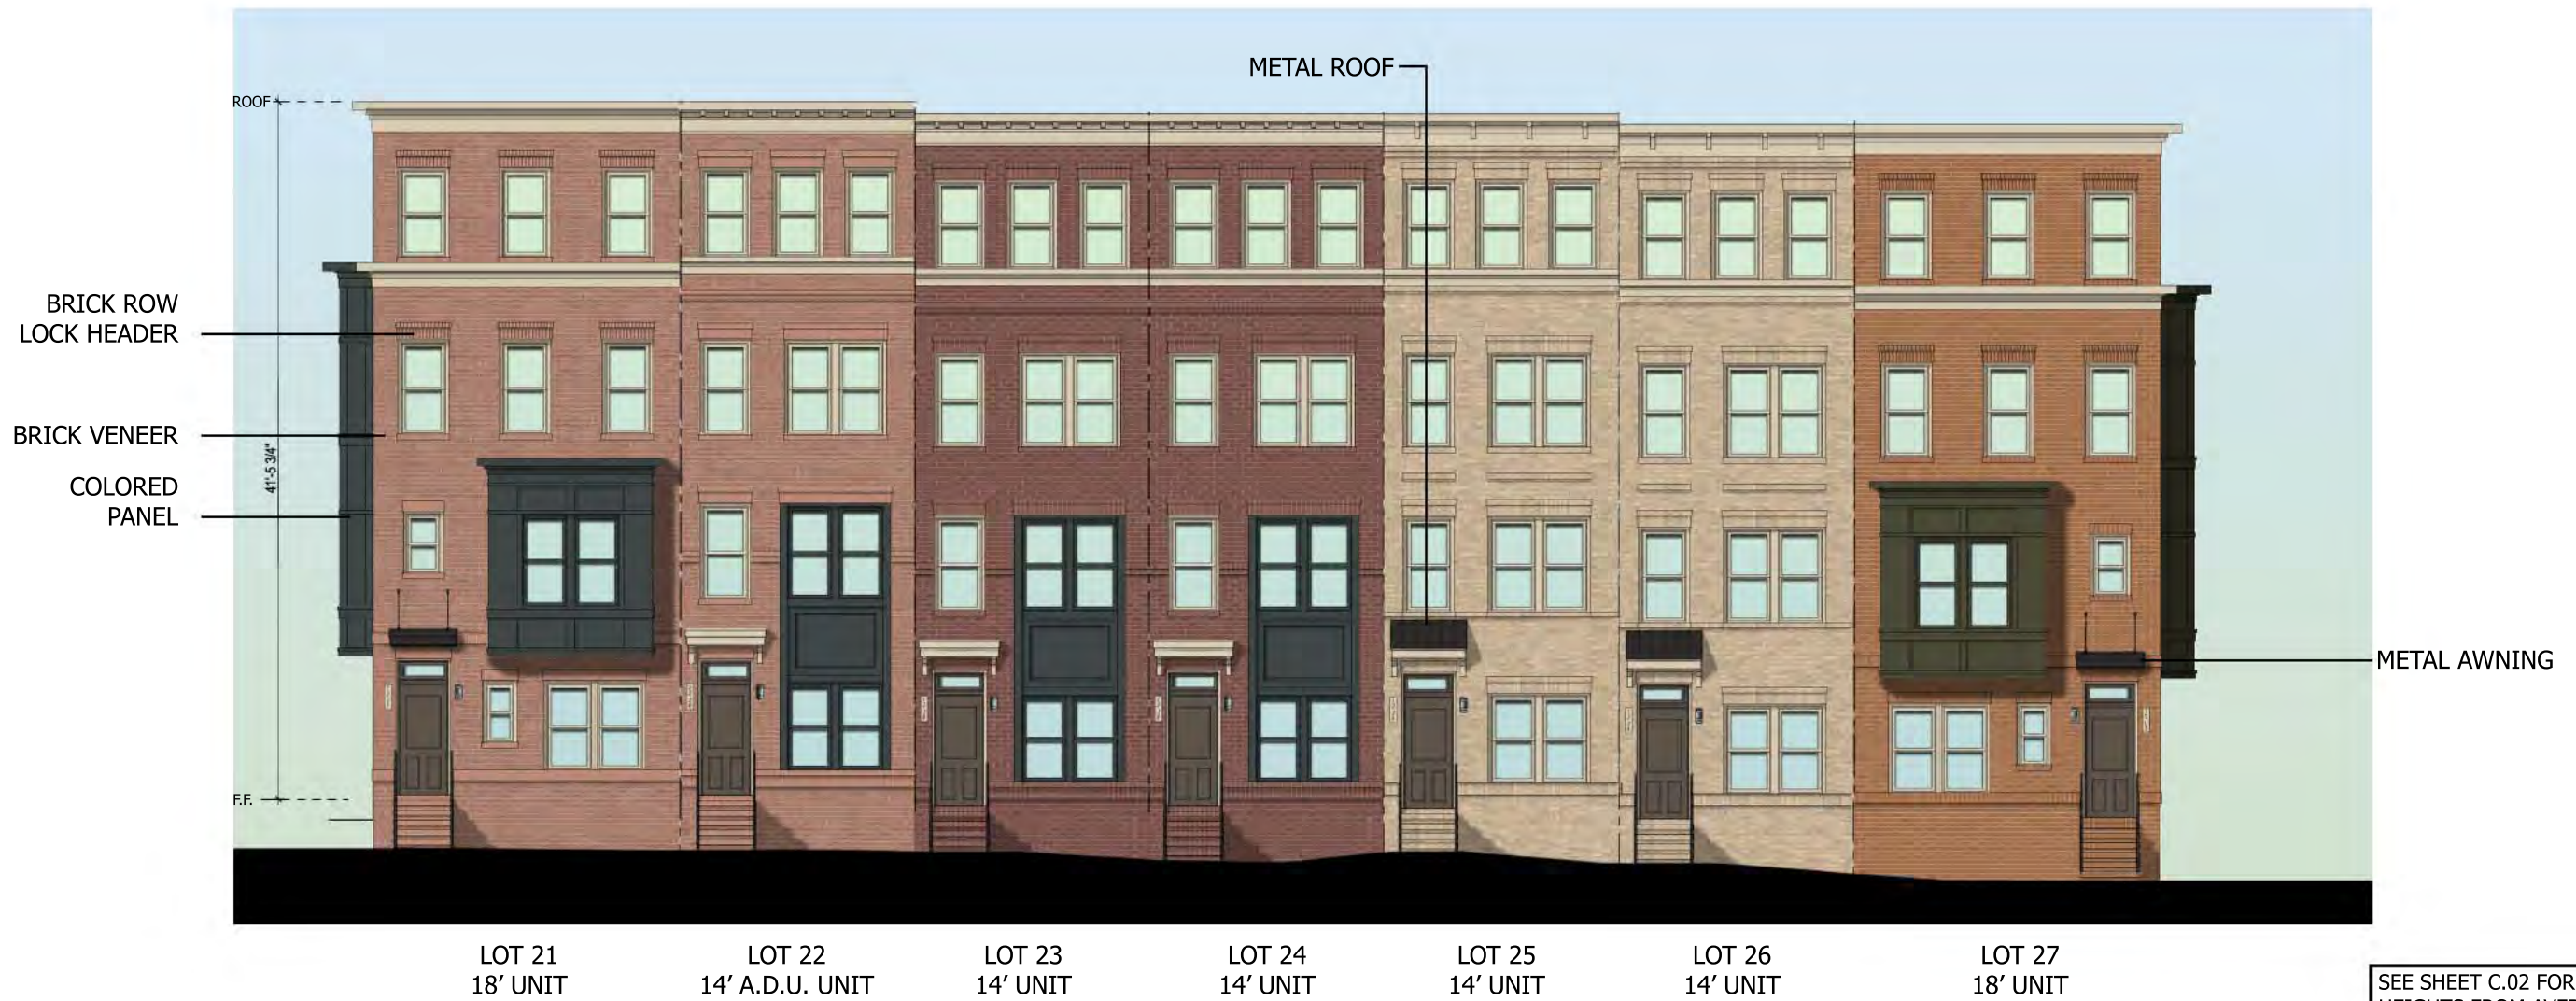 METAL ROOF
ROOF
BRICK ROW
LOCK HEADER
BRICK VENEER
41'-5 3/4"
COLORED
PANEL
METAL AWNING
F.F.
LOT 21
18' UNIT
LOT 22
14' A.D.U. UNIT
LOT 23
14' UNIT
LOT 24
14' UNIT
LOT 25
14' UNIT
LOT 26
14' UNIT
LOT 27
18' UNIT
SEE SHEET C.02 FOR